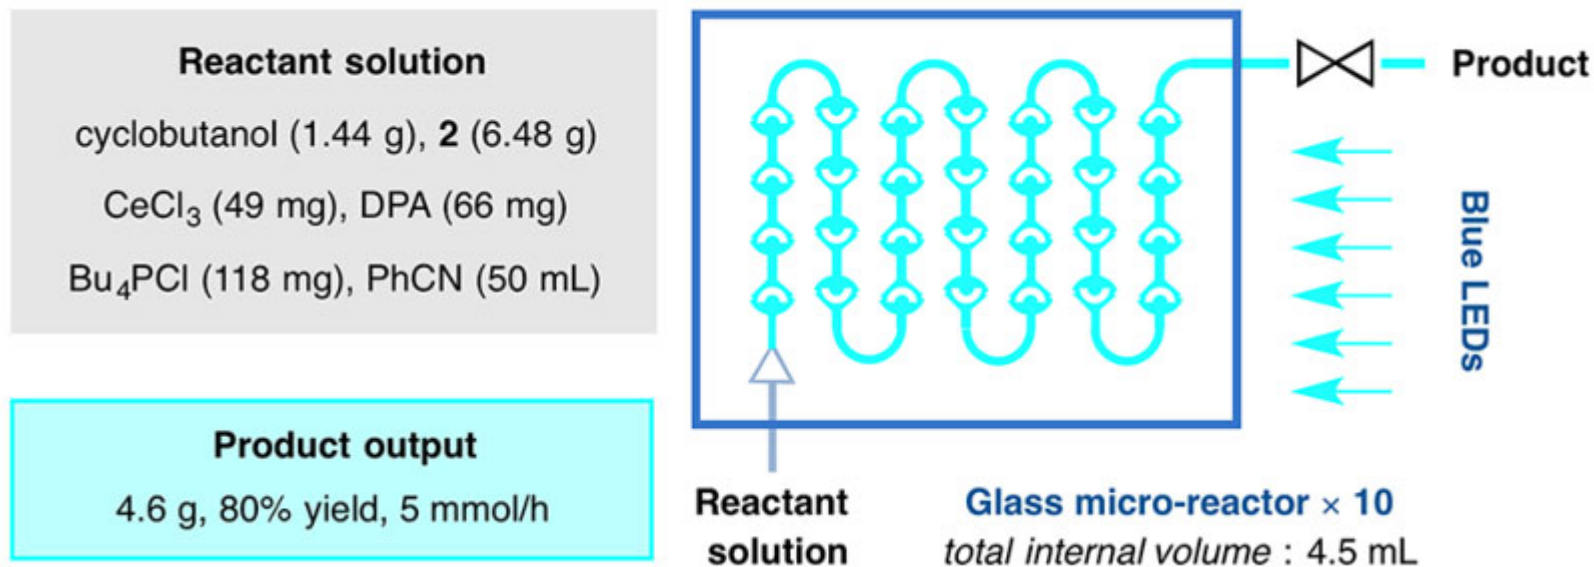 Reactant solution
cyclobutanol (1.44 g), 2 (6.48 g)
CeCl₃ (49 mg), DPA (66 mg)
Bu₄PCl (118 mg), PhCN (50 mL)
Product output
4.6 g, 80% yield, 5 mmol/h
Product
Blue LEDs
Reactant
solution
Glass micro-reactor × 10
total internal volume : 4.5 mL